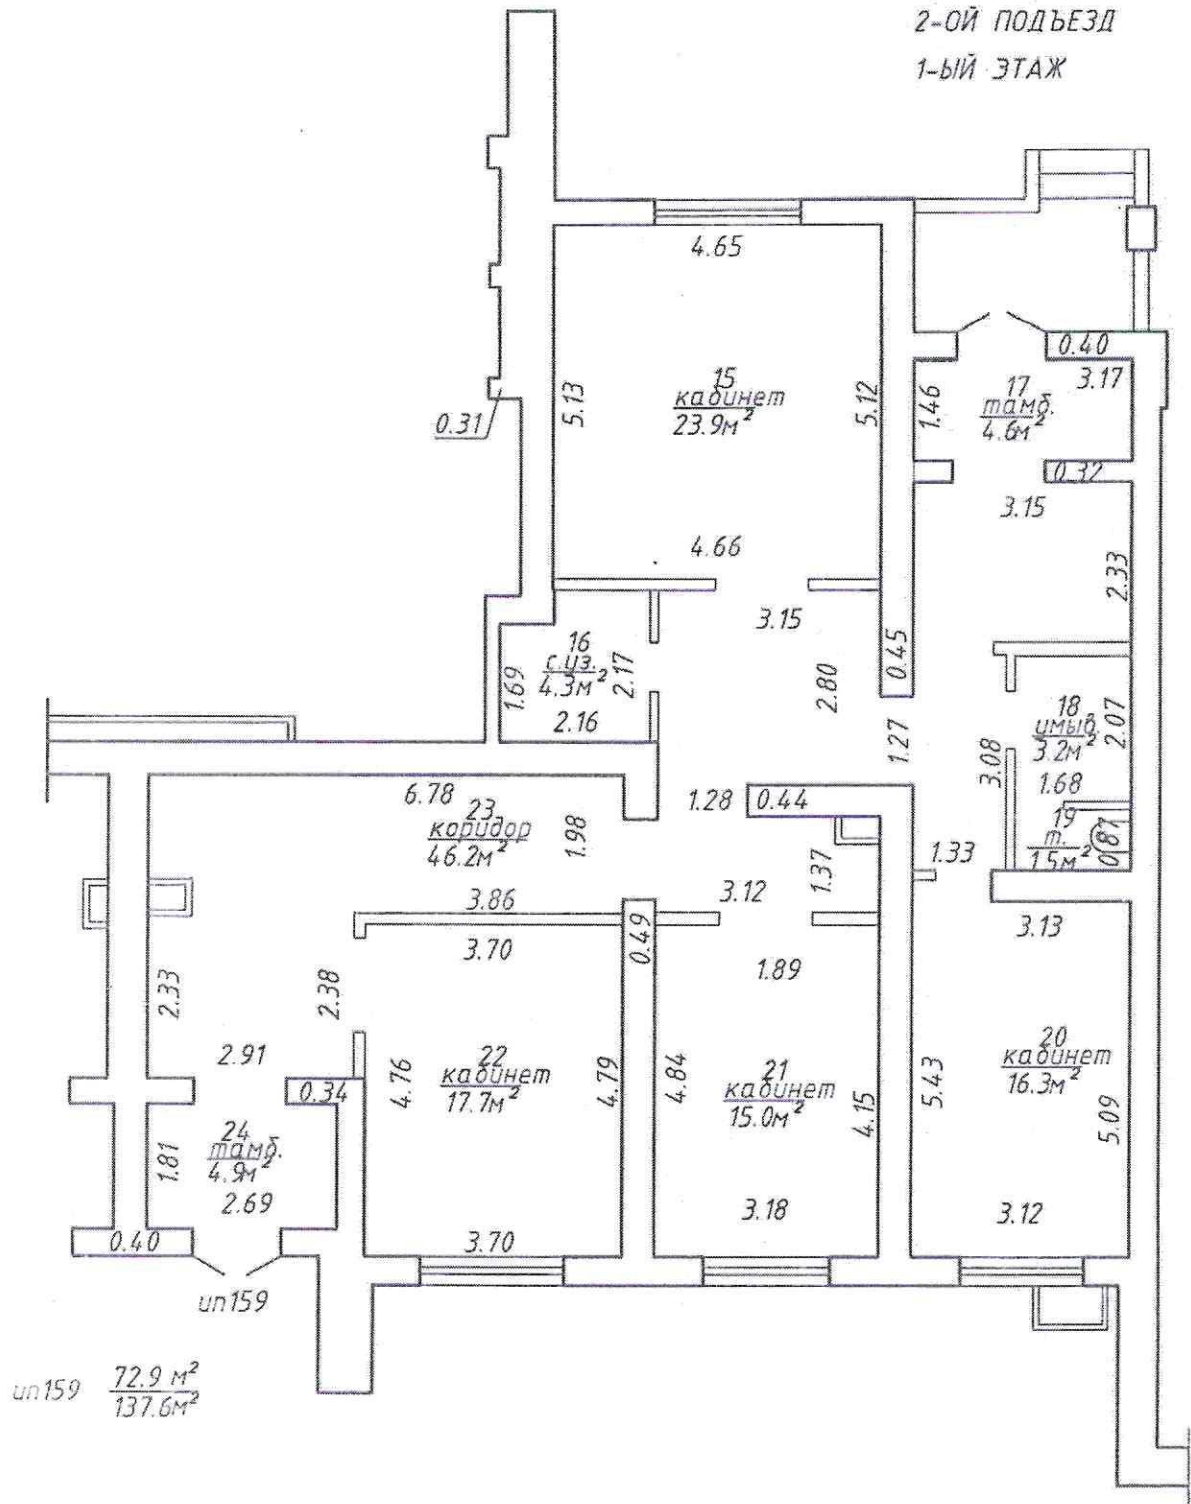 2-ОЙ ПОДЪЕЗД
1-ЫЙ ЭТАЖ
4.65
0.40
3.17
15
кабинет
23.9м²
5.13
5.12
17
тамб.
4.6м²
1.46
0.31
0.32
3.15
4.66
2.33
3.15
16
с.уз.
4.3м²
1.69
2.17
2.16
2.80
0.45
1.27
18
умыв.
3.2м²
2.07
3.08
1.68
6.78
23
коридор
46.2м²
1.98
1.28
0.44
19
т.
1.5м²
0.87
1.33
1.37
3.86
3.12
3.13
3.70
0.49
1.89
2.33
2.38
2.91
0.34
22
кабинет
17.7м²
4.76
4.79
21
кабинет
15.0м²
4.84
4.15
20
кабинет
16.3м²
5.43
5.09
24
тамб.
4.9м²
1.81
2.69
0.40
3.70
3.18
3.12
ип159
ип159
72.9 м²
137.6м²